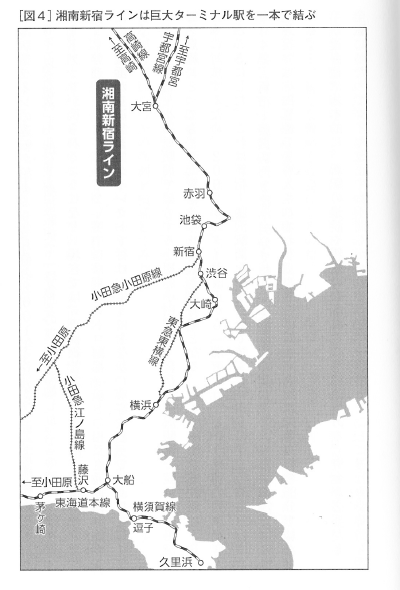 [図4] 湘南新宿ラインは巨大ターミナル駅を一本で結ぶ
↑至高崎
高崎線
宇都宮線
↑至宇都宮
大宮
湘南新宿ライン
赤羽
池袋
新宿
渋谷
小田急小田原線
大崎
東急東横線
←至小田原
小田急江ノ島線
横浜
←至小田原
藤沢
大船
東海道本線
茅ケ崎
横須賀線
逗子
久里浜